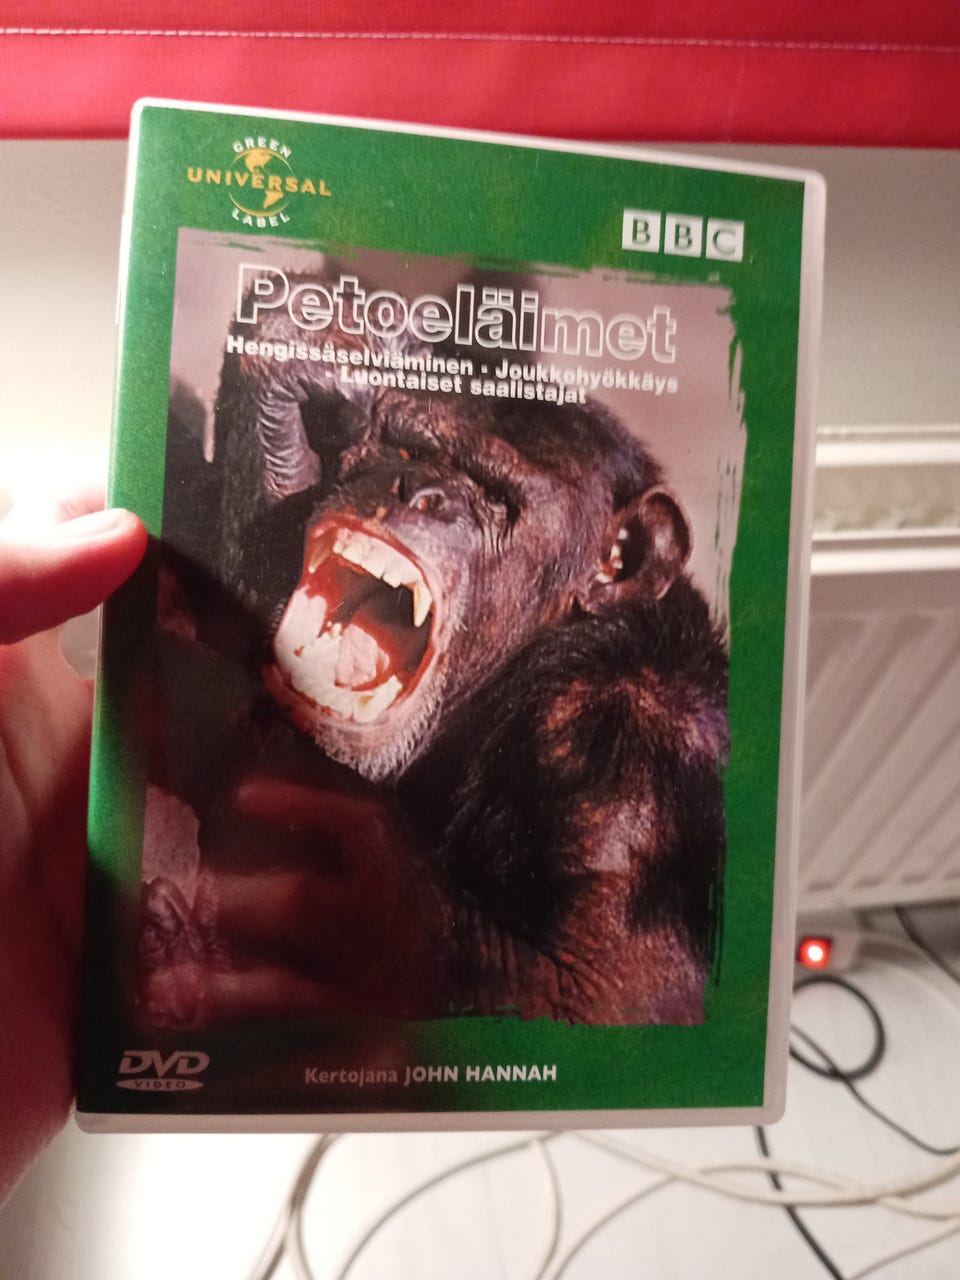 GREEN
UNIVERSAL
LABEL
BBC
Petoeläimet
Hengissäselviäminen - Joukkohyökkäys
- Luontaiset saalistajat
DVD
VIDEO
Kertojana JOHN HANNAH